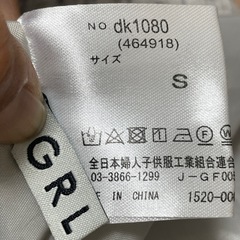 NO. dk1080
(464918)
サイズ
S
全日本婦人子供服工業組合連合
03-3866-1299 J-GF00
IN CHINA 1520-00
GRL